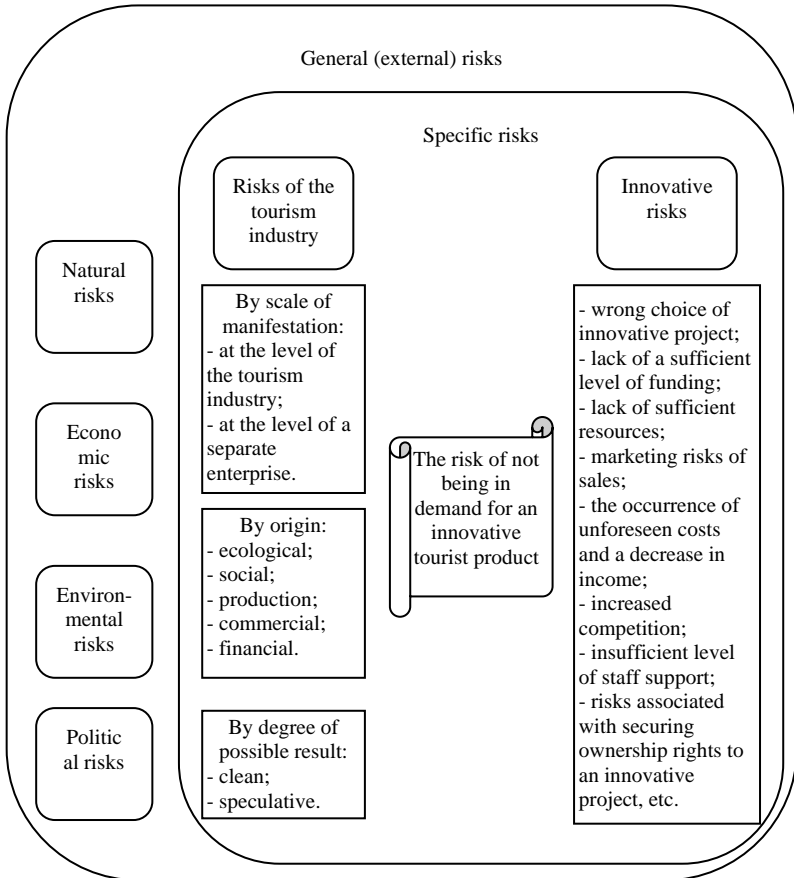 General (external) risks
Specific risks
Natural
risks
Econo
mic
risks
Environ-
mental
risks
Politic
al risks
Risks of the
tourism
industry
By scale of
manifestation:
- at the level of
the tourism
industry;
- at the level of a
separate
enterprise.
By origin:
- ecological;
- social;
- production;
- commercial;
- financial.
By degree of
possible result:
- clean;
- speculative.
The risk of not
being in
demand for an
innovative
tourist product
Innovative
risks
- wrong choice of
innovative project;
- lack of a sufficient
level of funding;
- lack of sufficient
resources;
- marketing risks of
sales;
- the occurrence of
unforeseen costs
and a decrease in
income;
- increased
competition;
- insufficient level
of staff support;
- risks associated
with securing
ownership rights to
an innovative
project, etc.